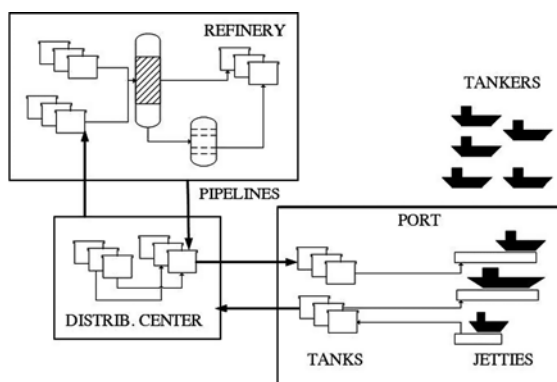 REFINERY
TANKERS
PIPELINES
PORT
DISTRIB. CENTER
TANKS
JETTIES